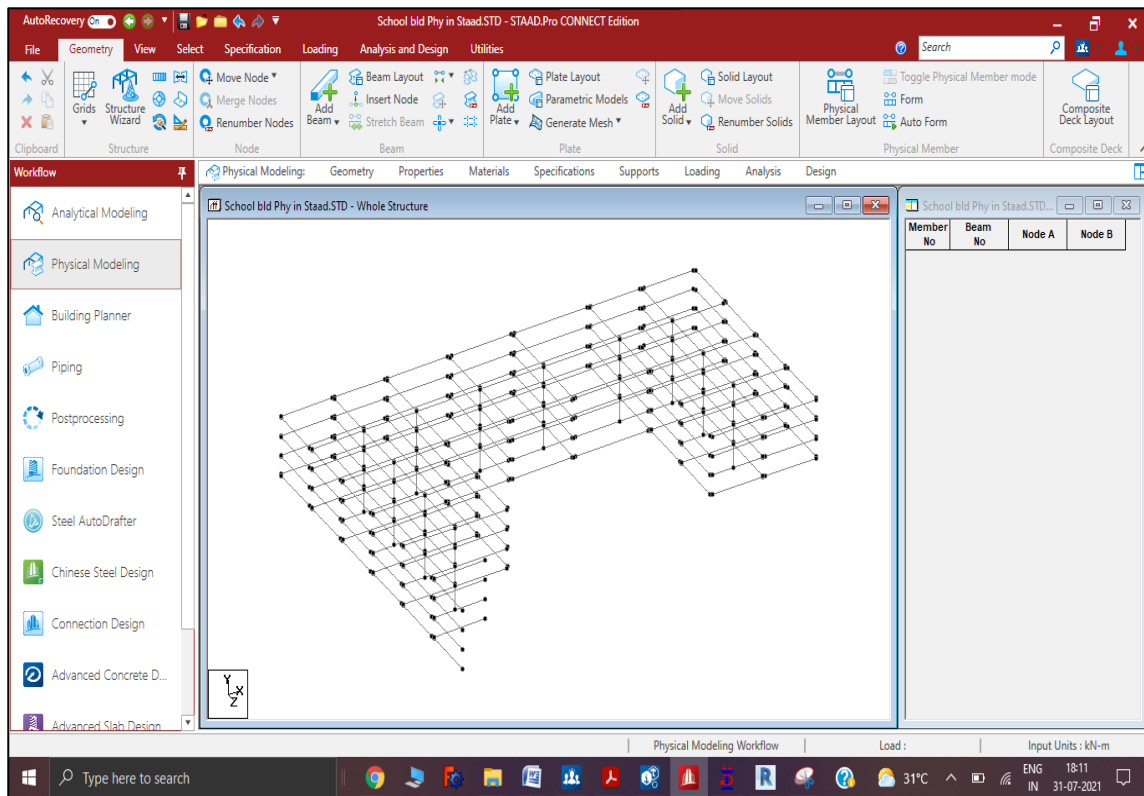 AutoRecovery On School bld Phy in Staad.STD - STAAD.Pro CONNECT Edition
File Geometry View Select Specification Loading Analysis and Design Utilities Search
Move Node Beam Layout Plate Layout Solid Layout Toggle Physical Member mode
Grids Structure Wizard Merge Nodes Add Beam Insert Node Add Plate Parametric Models Add Solid Move Solids Physical Member Layout Form Composite Deck Layout
Renumber Nodes Stretch Beam Generate Mesh Renumber Solids Auto Form
Clipboard Structure Node Beam Plate Solid Physical Member Composite Deck
Workflow Physical Modeling: Geometry Properties Materials Specifications Supports Loading Analysis Design
School bld Phy in Staad.STD - Whole Structure School bld Phy in Staad.STD...
Member No Beam No Node A Node B
Analytical Modeling
Physical Modeling
Building Planner
Piping
Postprocessing
Foundation Design
Steel AutoDrafter
Chinese Steel Design
Connection Design
Advanced Concrete D...
Advanced Slab Design
Y
X
Z
Physical Modeling Workflow Load : Input Units : kN-m
Type here to search 31°C ENG IN 18:11 31-07-2021